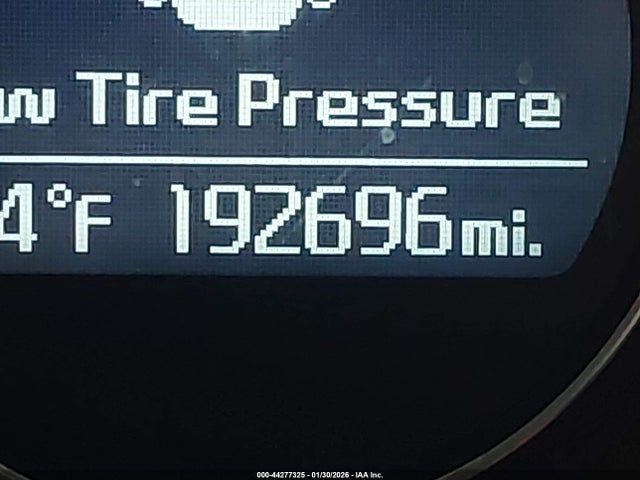 w Tire Pressure
4°F 192696mi.
000-44277325 - 01/30/2026 - IAA Inc.